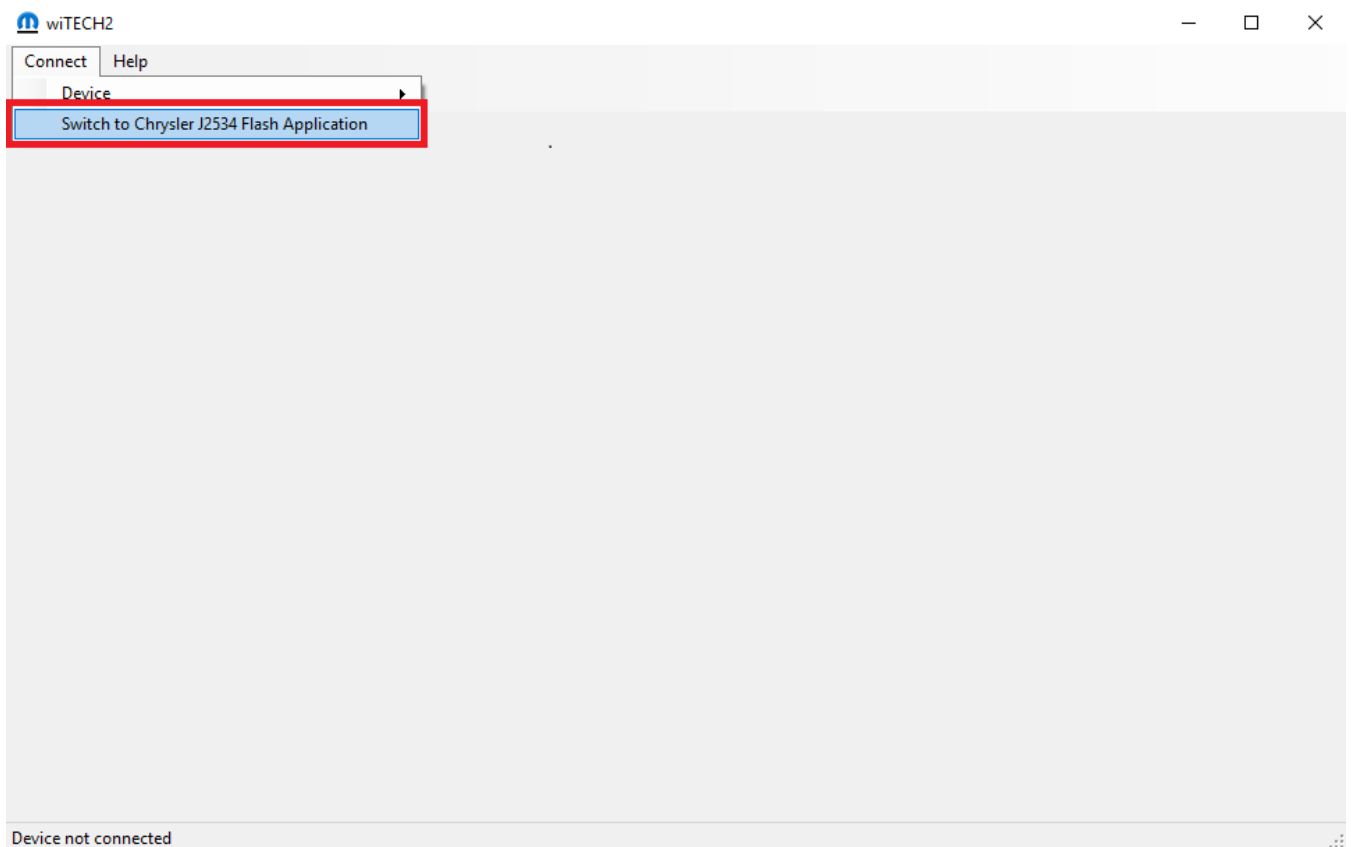 wiTECH2
Connect Help
Device
Switch to Chrysler J2534 Flash Application
Device not connected